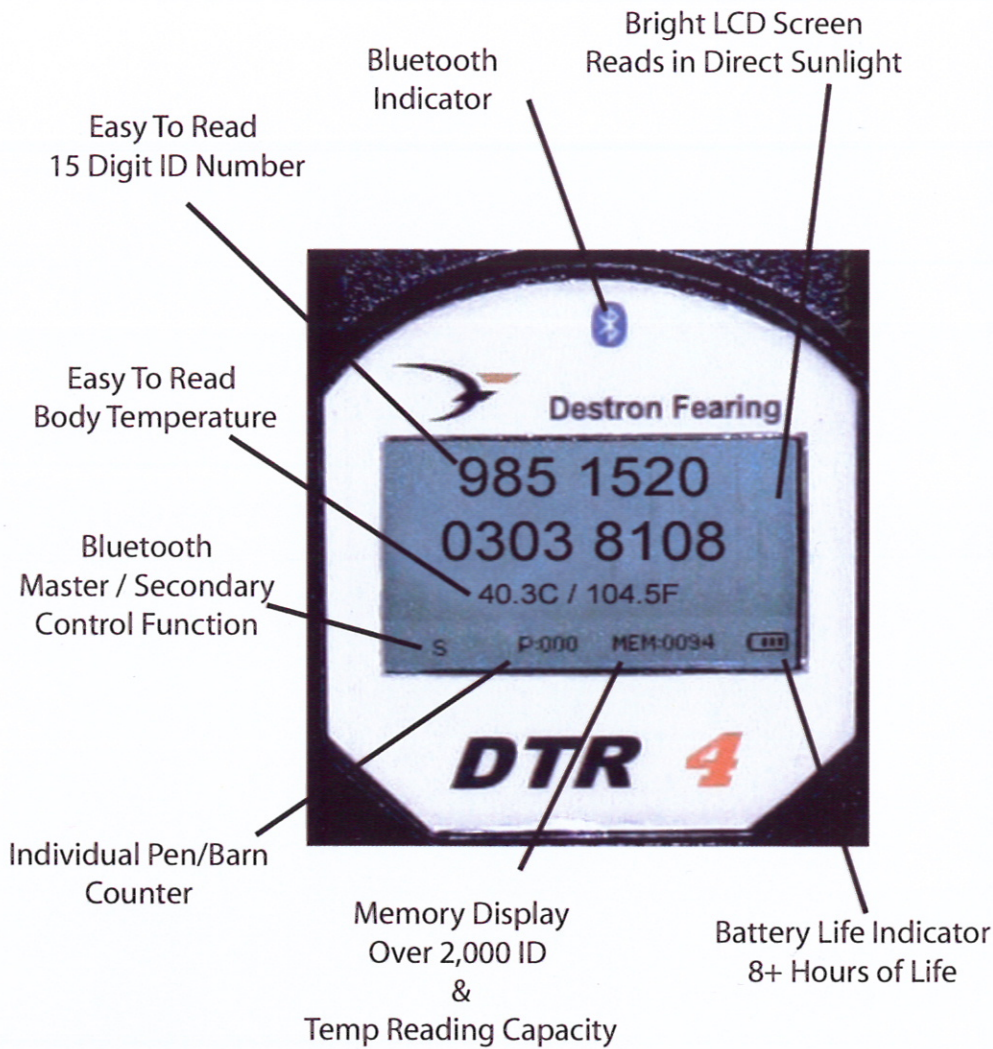 Bright LCD Screen
Reads in Direct Sunlight
Bluetooth
Indicator
Easy To Read
15 Digit ID Number
Easy To Read
Body Temperature
Bluetooth
Master / Secondary
Control Function
Destron Fearing
985 1520
0303 8108
40.3C / 104.5F
S P:000 MEM:0094
DTR 4
Individual Pen/Barn
Counter
Memory Display
Over 2,000 ID
&
Temp Reading Capacity
Battery Life Indicator
8+ Hours of Life